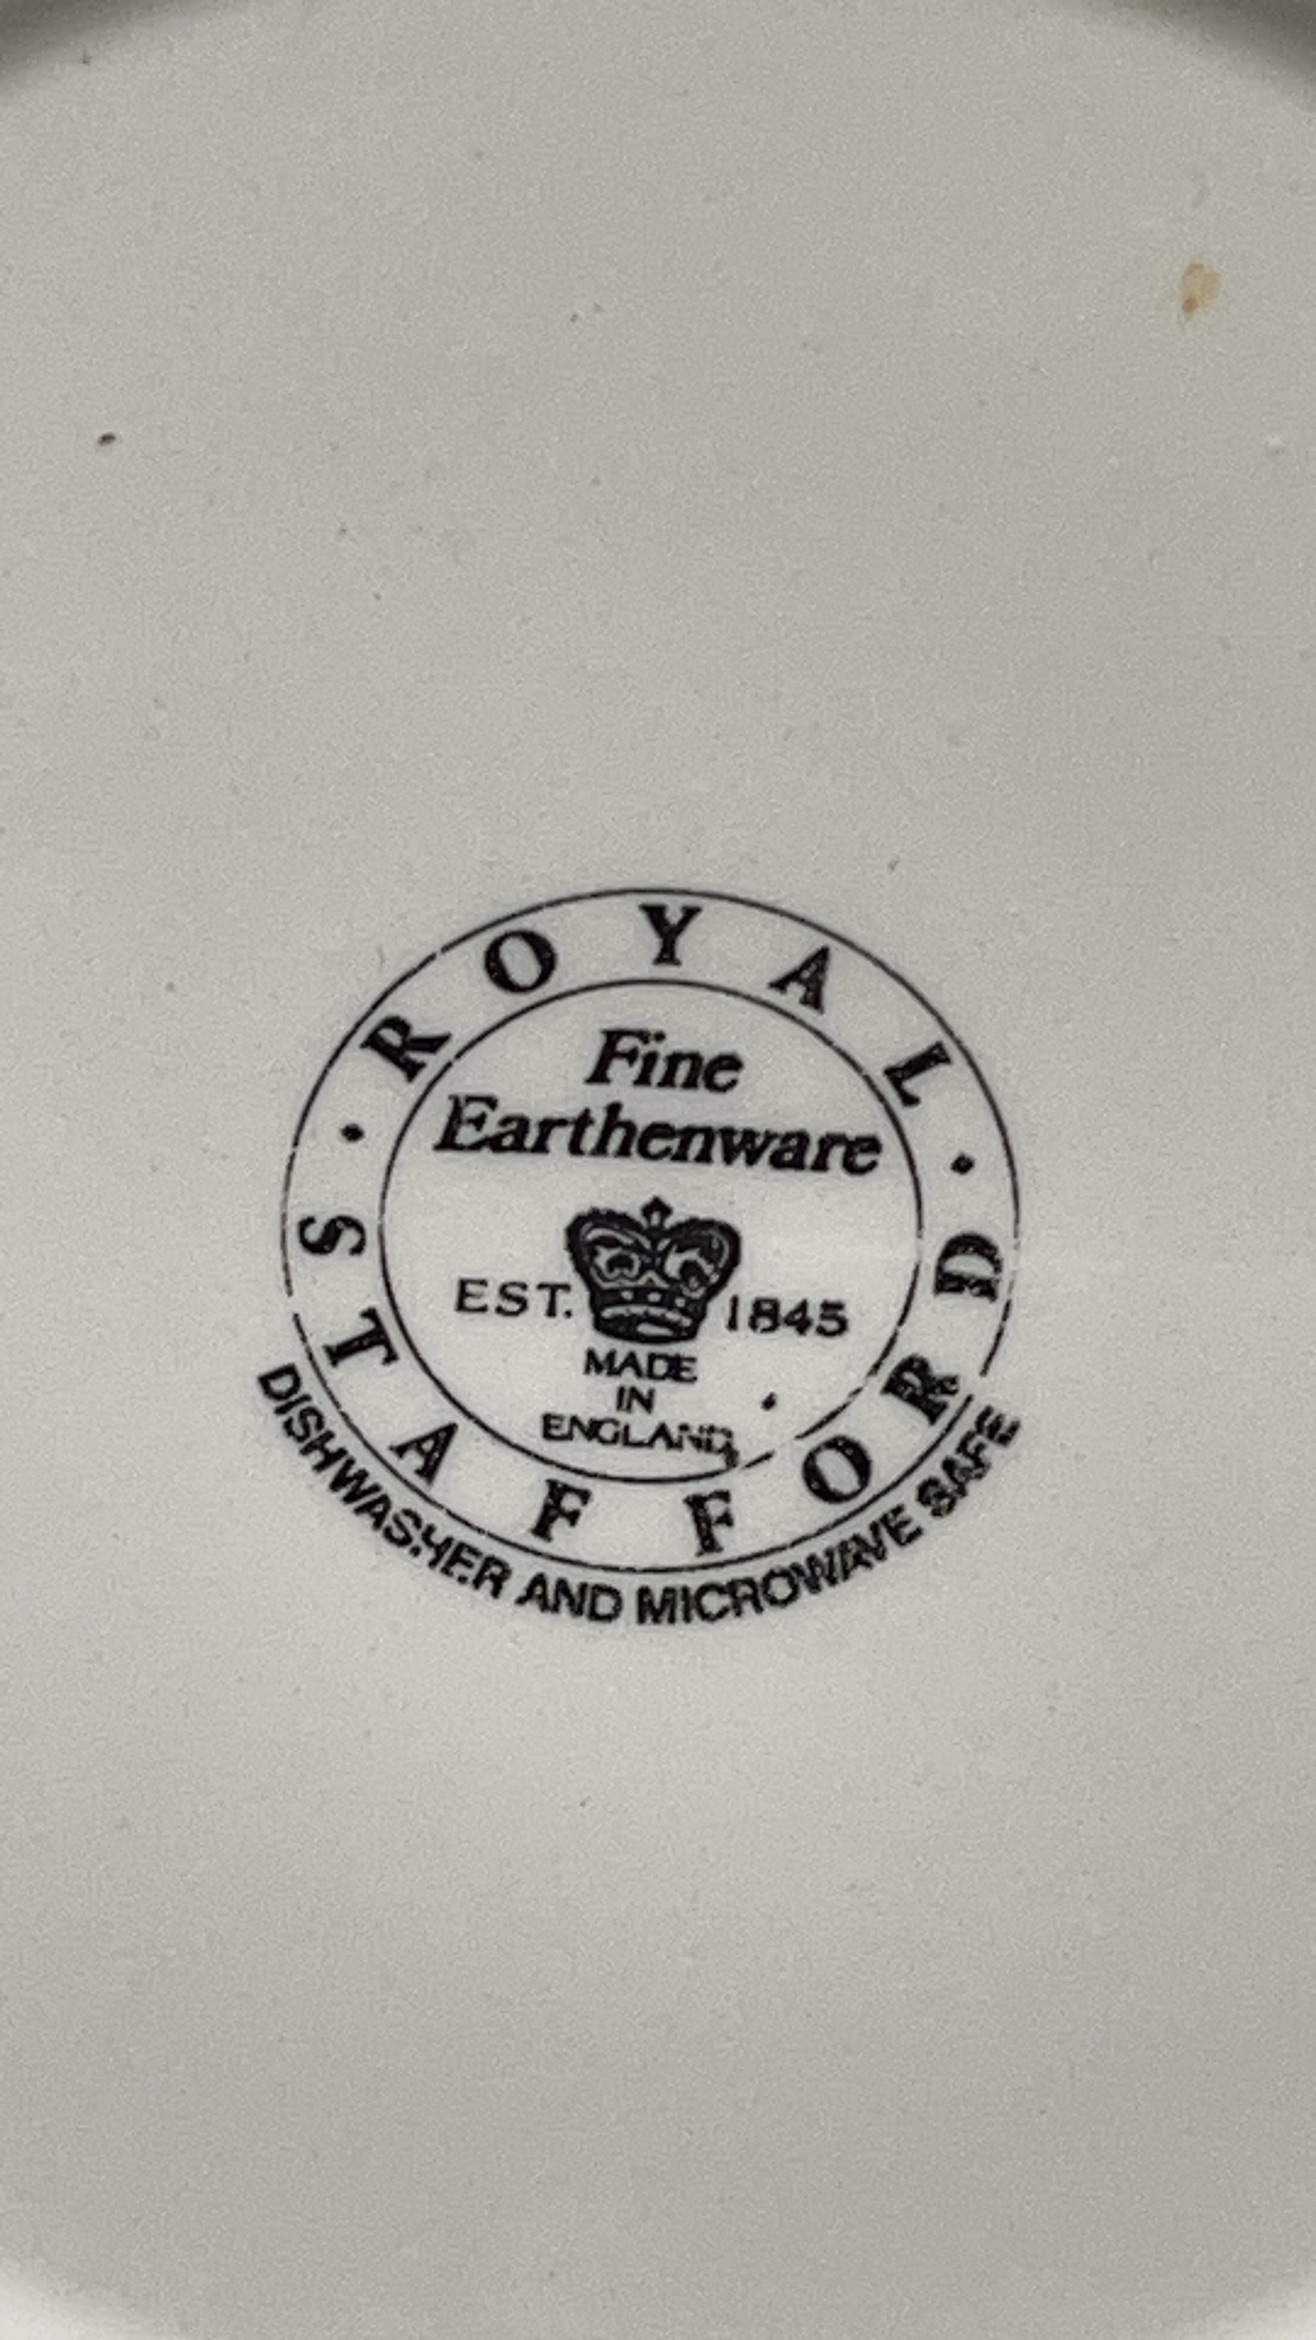 · ROYAL ·
STAFFORD
Fine
Earthenware
EST. 1845
MADE
IN
ENGLAND
DISHWASHER AND MICROWAVE SAFE